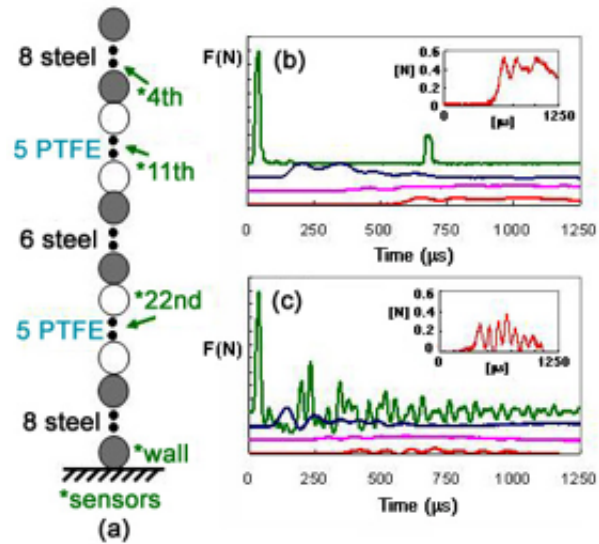 8 steel
*4th
5 PTFE
*11th
6 steel
*22nd
5 PTFE
8 steel
*wall
*sensors
(a)
F(N)
(b)
[N]
0.6
0.4
0.2
0
0
1250
[µs]
0
250
500
750
1000
1250
Time (µs)
F(N)
(c)
[N]
0.6
0.4
0.2
0
0
1250
[µs]
0
250
500
750
1000
1250
Time (µs)